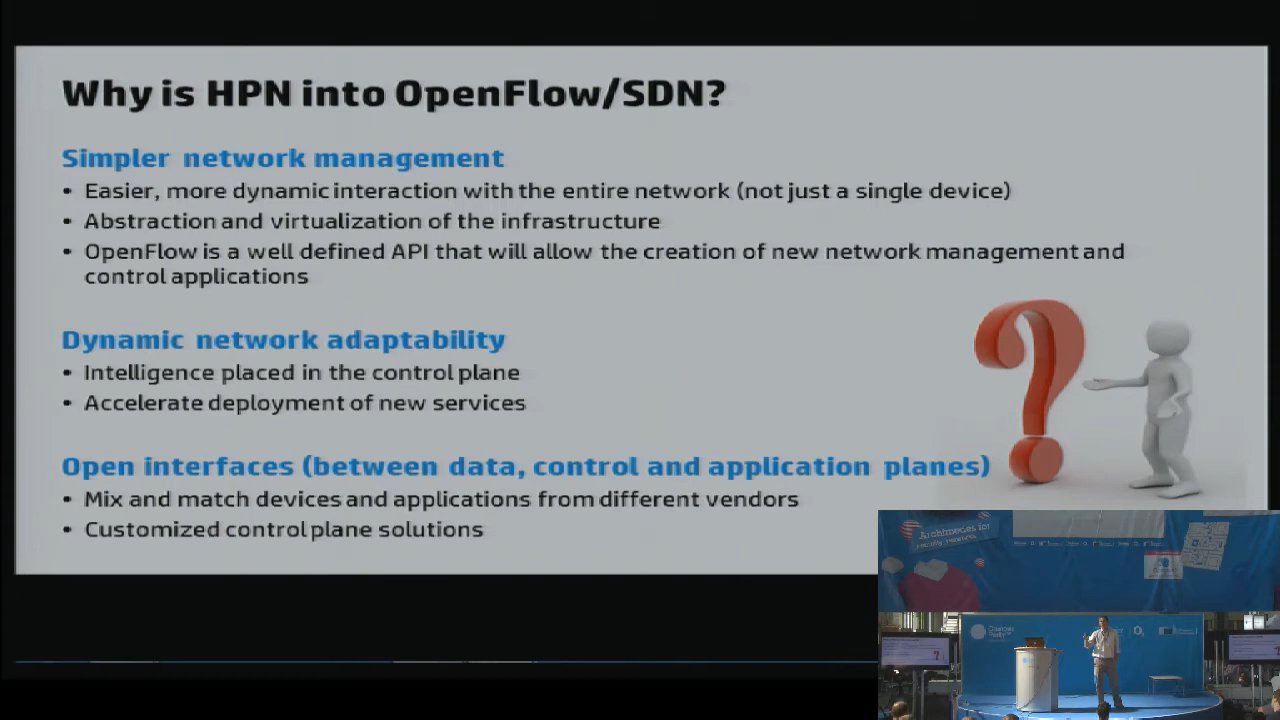 Why is HPN into OpenFlow/SDN?
Simpler network management
• Easier, more dynamic interaction with the entire network (not just a single device)
• Abstraction and virtualization of the infrastructure
• OpenFlow is a well defined API that will allow the creation of new network management and
control applications
Dynamic network adaptability
• Intelligence placed in the control plane
• Accelerate deployment of new services
Open interfaces (between data, control and application planes)
• Mix and match devices and applications from different vendors
• Customized control plane solutions
Archimedes
Campus
Party